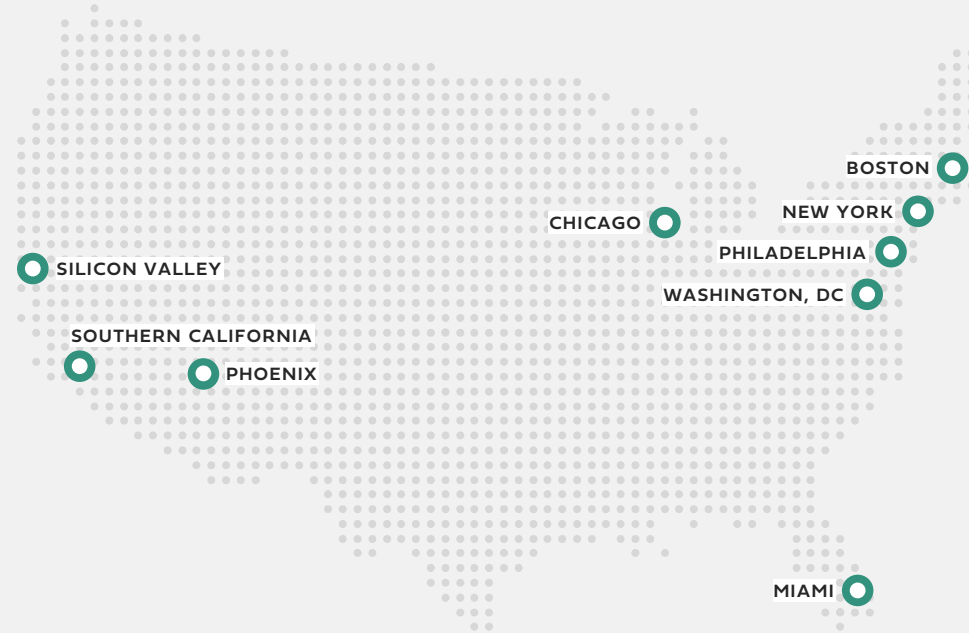 BOSTON
NEW YORK
CHICAGO
PHILADELPHIA
SILICON VALLEY
WASHINGTON, DC
SOUTHERN CALIFORNIA
PHOENIX
MIAMI